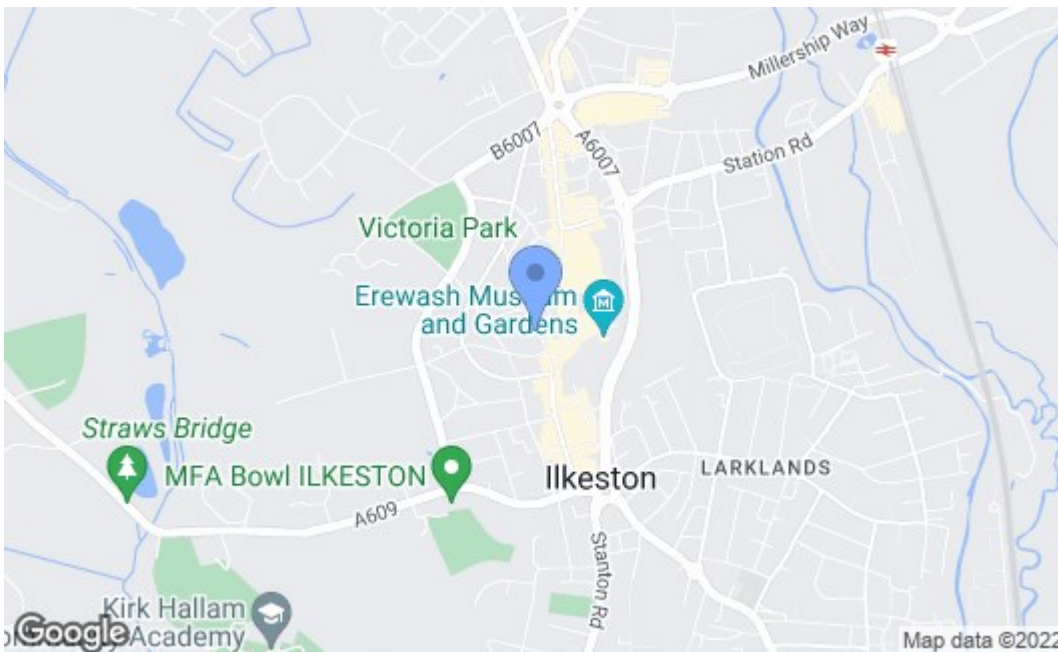 Millership Way
B6007
A6007
Station Rd
Victoria Park
Erewash Museum
and Gardens
Straws Bridge
MFA Bowl ILKESTON
Ilkeston
LARKLANDS
A609
Stanton Rd
Kirk Hallam
Academy
Google
Map data ©2022